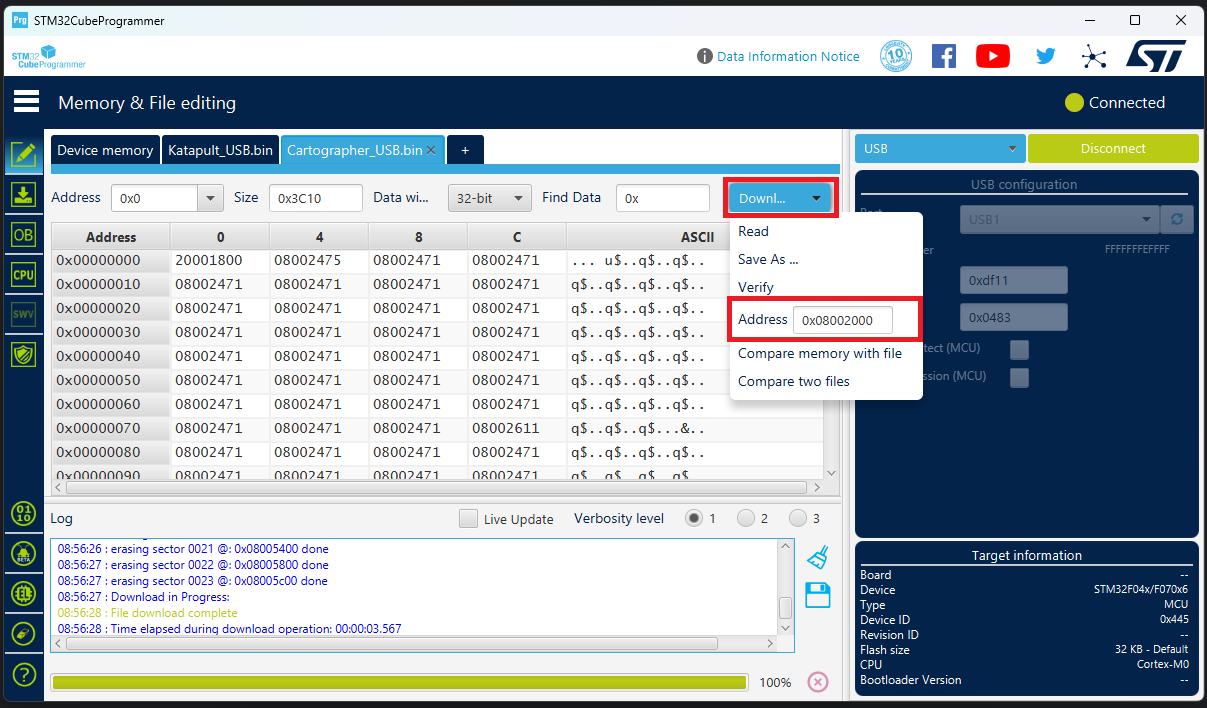 Prg STM32CubeProgrammer
STM32
CubeProgrammer
Data Information Notice
10
Memory & File editing
Connected
Device memory Katapult_USB.bin Cartographer_USB.bin +
USB Disconnect
Address 0x0 Size 0x3C10 Data wi... 32-bit Find Data 0x Downl...
USB configuration
USB1
FFFFFFFEFFFF
0xdf11
0x0483
tect (MCU)
ssion (MCU)
Read
Save As ...
Verify
Address 0x08002000
Compare memory with file
Compare two files
Address 0 4 8 C ASCII
0x00000000 20001800 08002475 08002471 08002471 ... u$..q$..q$..
0x00000010 08002471 08002471 08002471 08002471 q$..q$..q$..q$..
0x00000020 08002471 08002471 08002471 08002471 q$..q$..q$..q$..
0x00000030 08002471 08002471 08002471 08002471 q$..q$..q$..q$..
0x00000040 08002471 08002471 08002471 08002471 q$..q$..q$..q$..
0x00000050 08002471 08002471 08002471 08002471 q$..q$..q$..q$..
0x00000060 08002471 08002471 08002471 08002471 q$..q$..q$..q$..
0x00000070 08002471 08002471 08002471 08002611 q$..q$..q$...&..
0x00000080 08002471 08002471 08002471 08002471 q$..q$..q$..q$..
0x00000090 08002471 08002471 08002471 08002471 q$..q$..q$..q$..
OB
CPU
SWV
01
10
BETA
?
Log Live Update Verbosity level 1 2 3
08:56:26 : erasing sector 0021 @: 0x08005400 done
08:56:27 : erasing sector 0022 @: 0x08005800 done
08:56:27 : erasing sector 0023 @: 0x08005c00 done
08:56:27 : Download in Progress:
08:56:28 : File download complete
08:56:28 : Time elapsed during download operation: 00:00:03.567
100%
Target information
Board --
Device STM32F04x/F070x6
Type MCU
Device ID 0x445
Revision ID --
Flash size 32 KB - Default
CPU Cortex-M0
Bootloader Version --